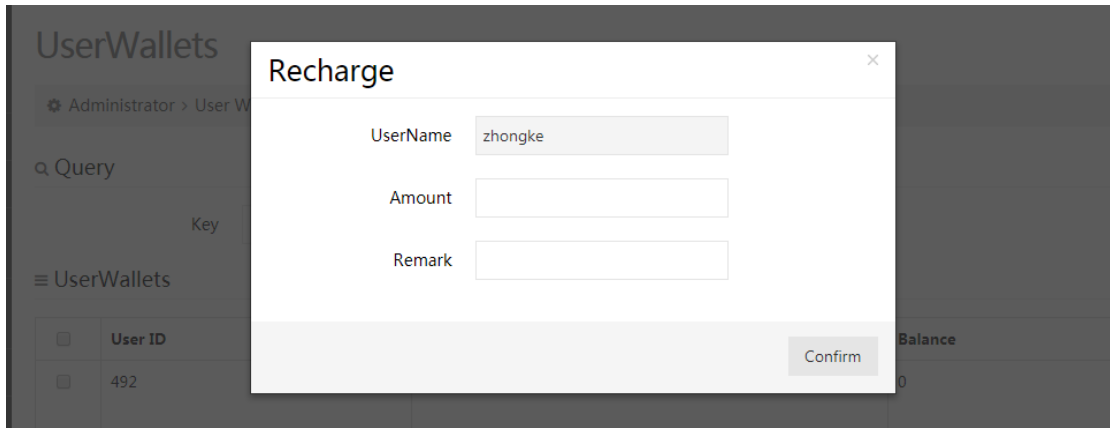 UserWallets
Recharge
×
Administrator > User W
UserName zhongke
Query
Amount
Key
Remark
UserWallets
User ID Balance
Confirm
492 0